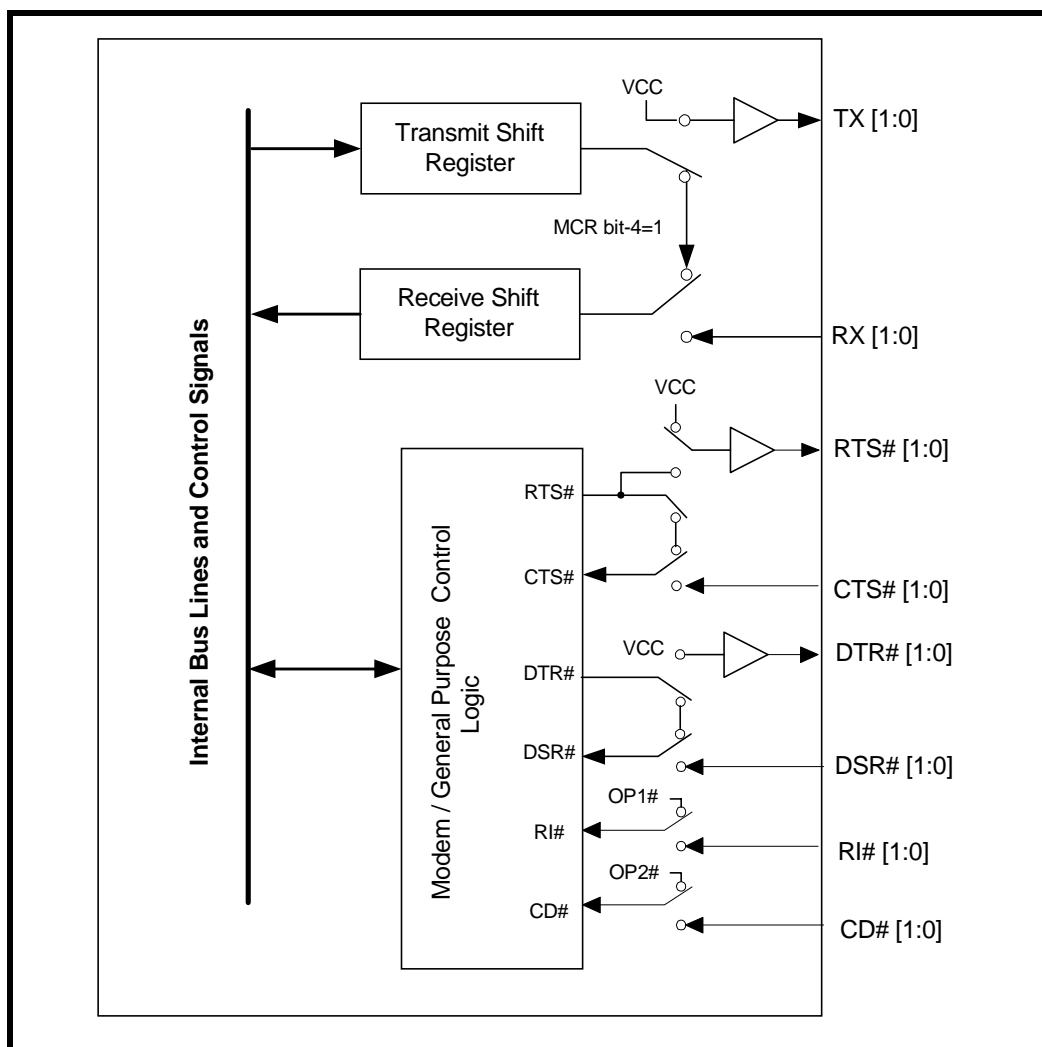 VCC
TX [1:0]
Transmit Shift
Register
MCR bit-4=1
Receive Shift
Register
RX [1:0]
Internal Bus Lines and Control Signals
VCC
RTS# [1:0]
Modem / General Purpose Control
Logic
RTS#
CTS#
CTS# [1:0]
VCC
DTR# [1:0]
DTR#
DSR#
DSR# [1:0]
OP1#
RI#
RI# [1:0]
OP2#
CD#
CD# [1:0]